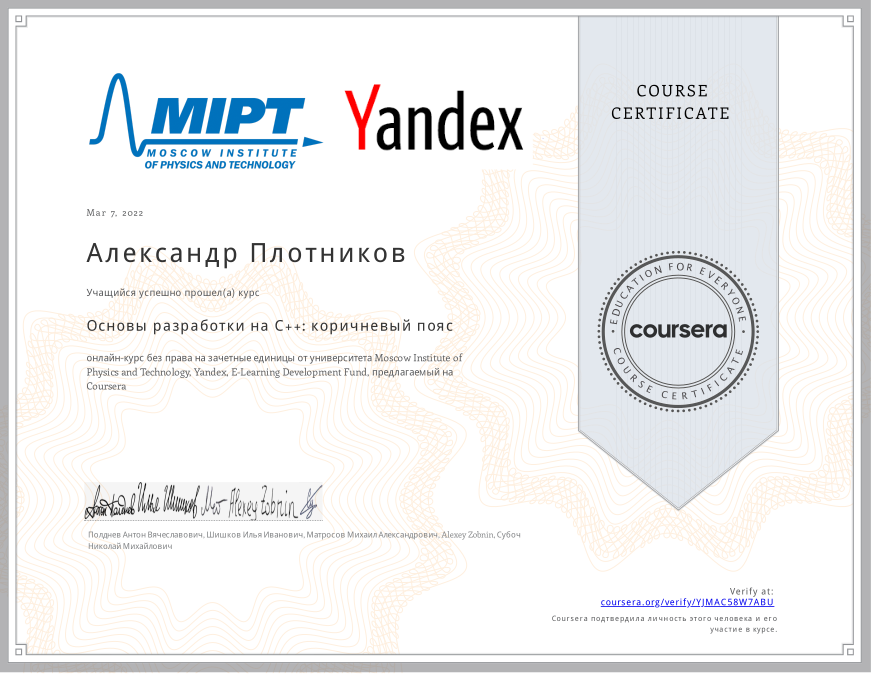 MIPT
MOSCOW INSTITUTE
OF PHYSICS AND TECHNOLOGY
Yandex
COURSE
CERTIFICATE
Mar 7, 2022
Александр Плотников
Учащийся успешно прошел(а) курс
Основы разработки на C++: коричневый пояс
онлайн-курс без права на зачетные единицы от университета Moscow Institute of
Physics and Technology, Yandex, E-Learning Development Fund, предлагаемый на
Coursera
EDUCATION FOR EVERYONE
coursera
COURSE CERTIFICATE
Илья Шишков
Alexey Zobnin
Полднев Антон Вячеславович, Шишков Илья Иванович, Матросов Михаил Александрович, Alexey Zobnin, Субоч
Николай Михайлович
Verify at:
coursera.org/verify/YJMAC58W7ABU
Coursera подтвердила личность этого человека и его
участие в курсе.